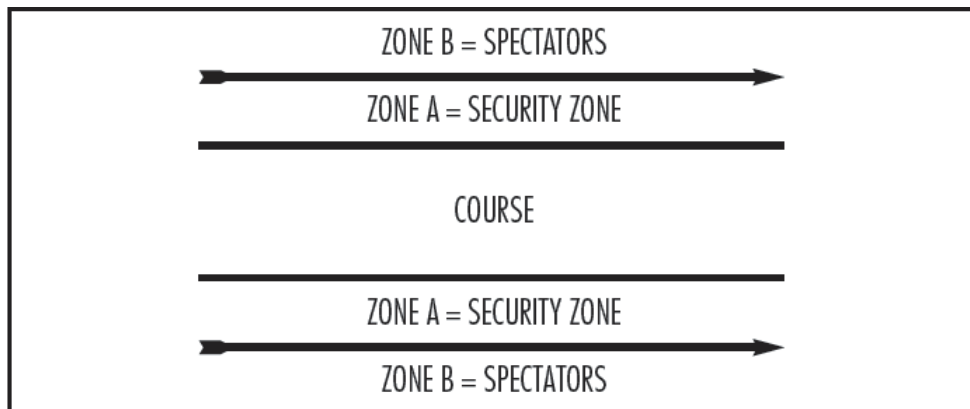 ZONE B = SPECTATORS
ZONE A = SECURITY ZONE
COURSE
ZONE A = SECURITY ZONE
ZONE B = SPECTATORS